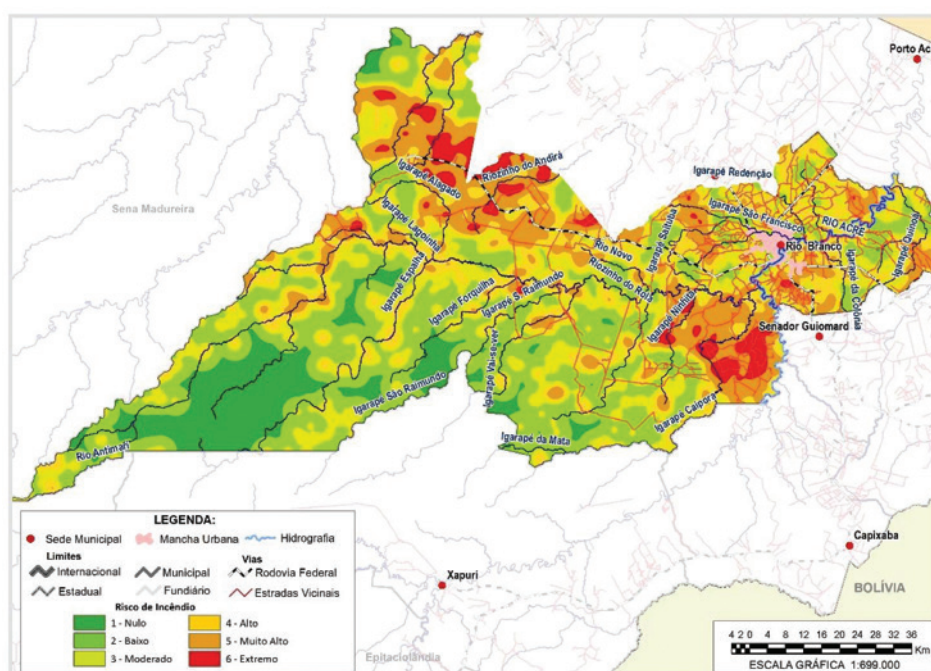 Porto Ac
Igarapé Redenção
Riozinho do Andirá
Igarapé Alagado
Igarapé São Francisco
RIO ACRE
Igarapé Quinoá
Sena Madureira
Igarapé Lagoinha
Igarapé Espalha
Rio Novo
Igarapé Saituba
Rio Branco
Igarapé da Colônia
Riozinho do Rola
Igarapé Forquilha
Igarapé S. Raimundo
Igarapé Ninfuba
Senador Guiomard
Igarapé Vai-se-ver
Igarapé São Raimundo
Igarapé Caipora
Igarapé da Mata
Rio Antimari
LEGENDA:
Sede Municipal Mancha Urbana Hidrografia
Limites Vias
Internacional Municipal Rodovia Federal
Estadual Fundiário Estradas Vicinais
Risco de Incêndio
1 - Nulo 4 - Alto
2 - Baixo 5 - Muito Alto
3 - Moderado 6 - Extremo
Xapuri
Epitaciolândia
Capixaba
BOLÍVIA
4 2 0 4 8 12 16 20 24 28 32 36
Km
ESCALA GRÁFICA 1:699.000